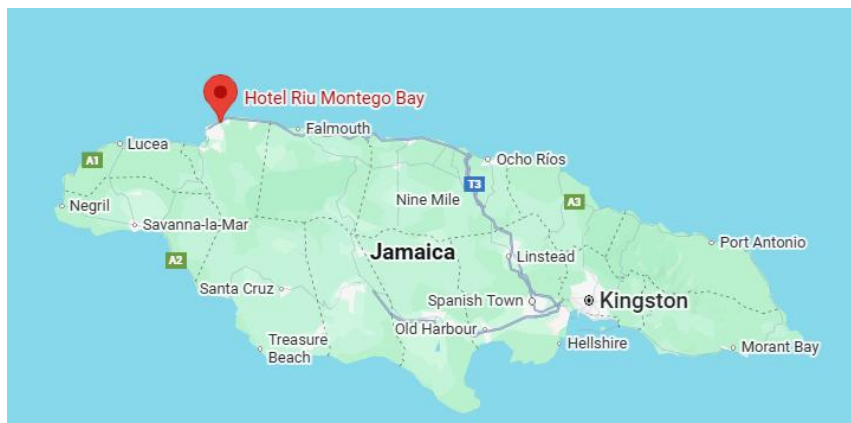 Hotel Riu Montego Bay
Falmouth
Lucea
A1
Ocho Ríos
T3
Nine Mile
A3
Negril
Savanna-la-Mar
Port Antonio
Jamaica
A2
Linstead
Santa Cruz
Spanish Town
Kingston
Old Harbour
Treasure
Beach
Hellshire
Morant Bay